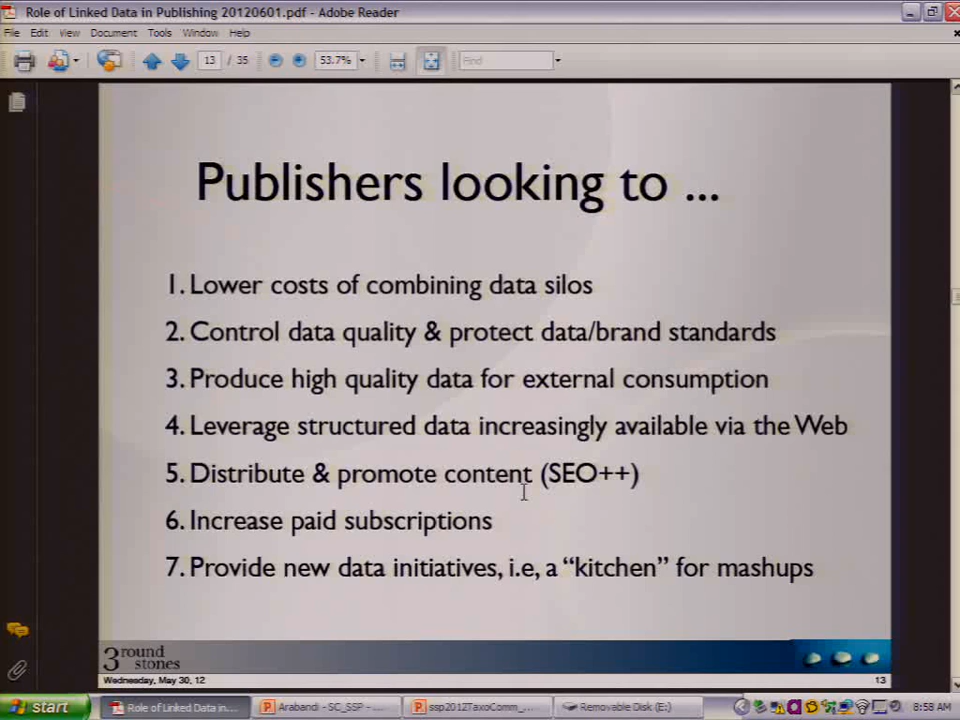 Role of Linked Data in Publishing 20120601.pdf - Adobe Reader
File Edit View Document Tools Window Help
13 / 35 53.7% Find
Publishers looking to ...
1. Lower costs of combining data silos
2. Control data quality & protect data/brand standards
3. Produce high quality data for external consumption
4. Leverage structured data increasingly available via the Web
5. Distribute & promote content (SEO++)
6. Increase paid subscriptions
7. Provide new data initiatives, i.e, a “kitchen” for mashups
3 round stones
Wednesday, May 30, 12 13
start Role of Linked Data in... Arabandi - SC_SSP - ... ssp2012TaxoComm_... Removable Disk (E:) 8:58 AM